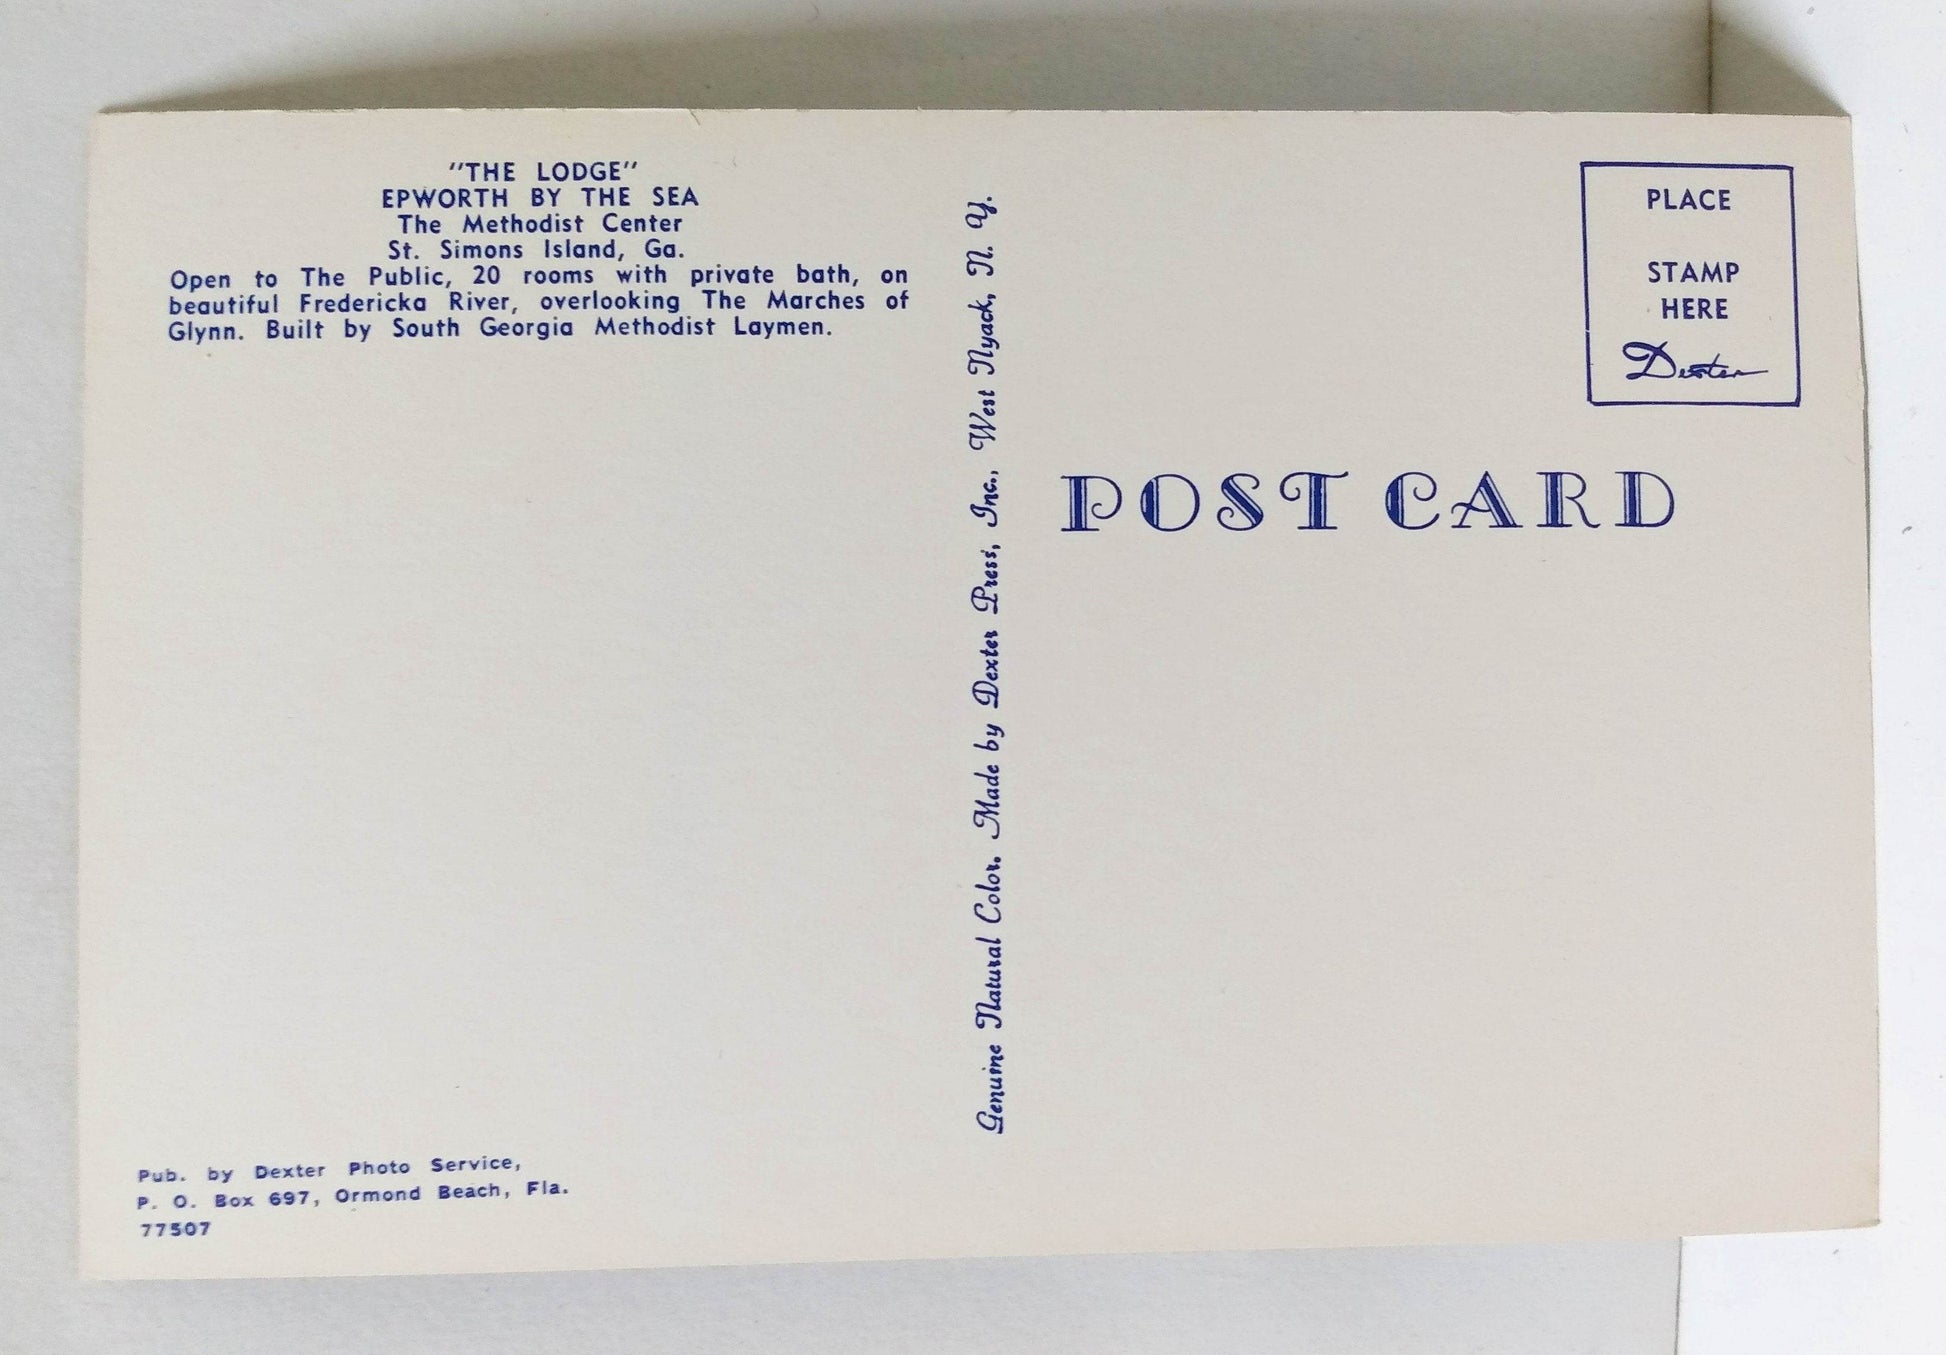 "THE LODGE"
EPWORTH BY THE SEA
The Methodist Center
St. Simons Island, Ga.
Open to The Public, 20 rooms with private bath, on
beautiful Fredericka River, overlooking The Marches of
Glynn. Built by South Georgia Methodist Laymen.
Pub. by Dexter Photo Service,
P. O. Box 697, Ormond Beach, Fla.
77507
Genuine Natural Color. Made by Dexter Press, Inc., West Nyack, N. Y.
PLACE
STAMP
HERE
Dexter
POST CARD